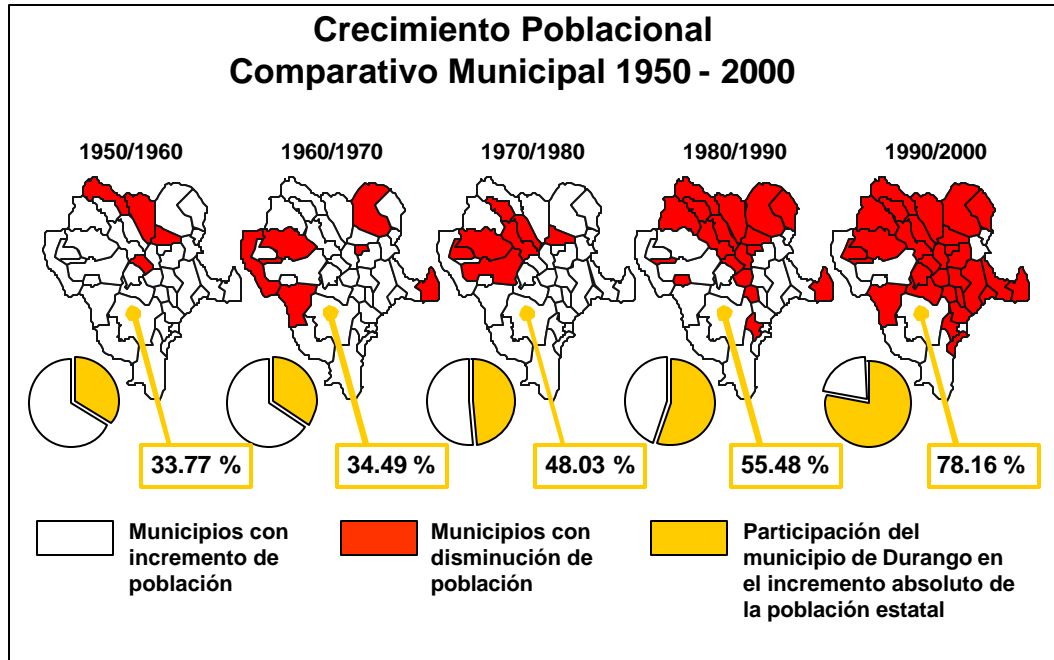 Crecimiento Poblacional
Comparativo Municipal 1950 - 2000
1950/1960
1960/1970
1970/1980
1980/1990
1990/2000
33.77 %
34.49 %
48.03 %
55.48 %
78.16 %
Municipios con
incremento de
población
Municipios con
disminución de
población
Participación del
municipio de Durango en
el incremento absoluto de
la población estatal